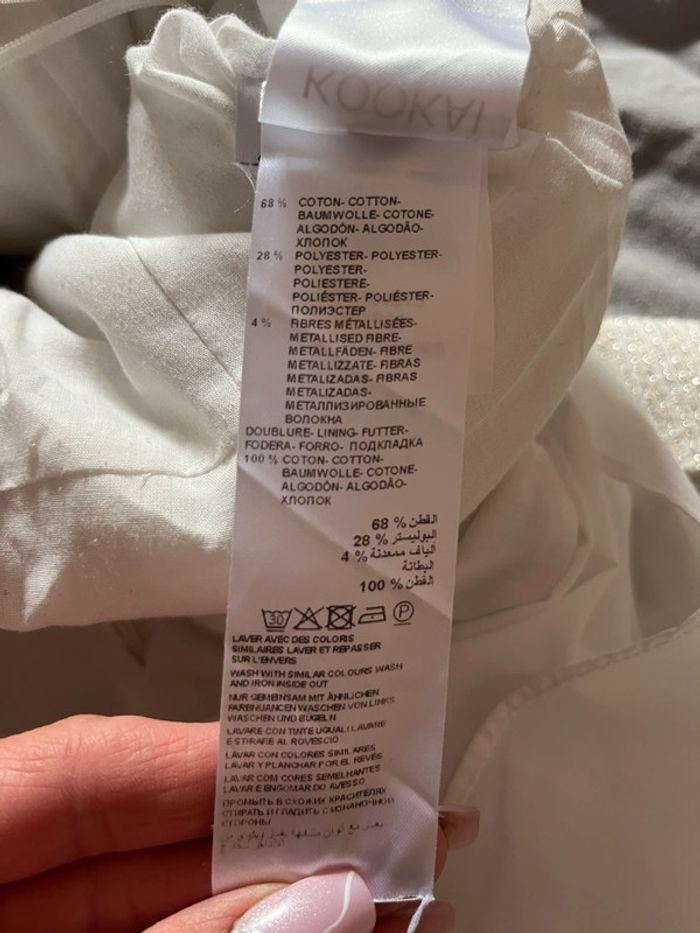 KOOKAI
68 % COTON- COTTON-
BAUMWOLLE- COTONE-
ALGODÓN- ALGODÃO-
ХЛОПОК
28 % POLYESTER- POLYESTER-
POLYESTER-
POLIESTERE-
POLIÉSTER- POLIÉSTER-
ПОЛИЭСТЕР
4 % FIBRES MÉTALLISÉES-
METALLISED FIBRE-
METALLFÄDEN- FIBRE
METALLIZZATE- FIBRAS
METALIZADAS- FIBRAS
METALIZADAS-
МЕТАЛЛИЗИРОВАННЫЕ
ВОЛОКНА
DOUBLURE- LINING- FUTTER-
FODERA- FORRO- ПОДКЛАДКА
100 % COTON- COTTON-
BAUMWOLLE- COTONE-
ALGODÓN- ALGODÃO-
ХЛОПОК
القطن % 68
البوليستر % 28
ألياف ممعدنة % 4
البطانة
القطن % 100
30 P
LAVER AVEC DES COLORIS
SIMILAIRES LAVER ET REPASSER
SUR L'ENVERS
WASH WITH SIMILAR COLOURS WASH
AND IRON INSIDE OUT
NUR GEMEINSAM MIT ÄHNLICHEN
FARBNUANCEN WASCHEN VON LINKS
WASCHEN UND BÜGELN
LAVARE CON TINTE UGUALI LAVARE
E STIRARE AL ROVESCIO
LAVAR CON COLORES SIMILARES
LAVAR Y PLANCHAR POR EL REVÉS
LAVAR COM CORES SEMELHANTES
LAVAR E ENGOMAR DO AVESSO
ПРОМЫТЬ В СХОЖИХ КРАСИТЕЛЯХ
СТИРАТЬ И ГЛАДИТЬ С ИЗНАНОЧНОЙ
СТОРОНЫ